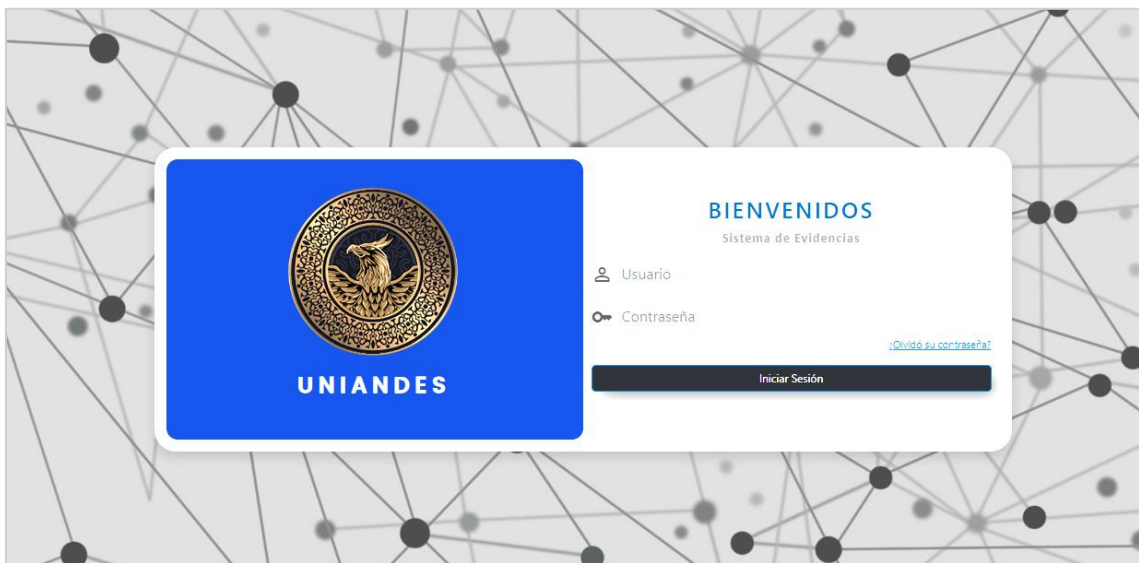 UNIANDES
BIENVENIDOS
Sistema de Evidencias
Usuario
Contraseña
¿Olvidó su contraseña?
Iniciar Sesión